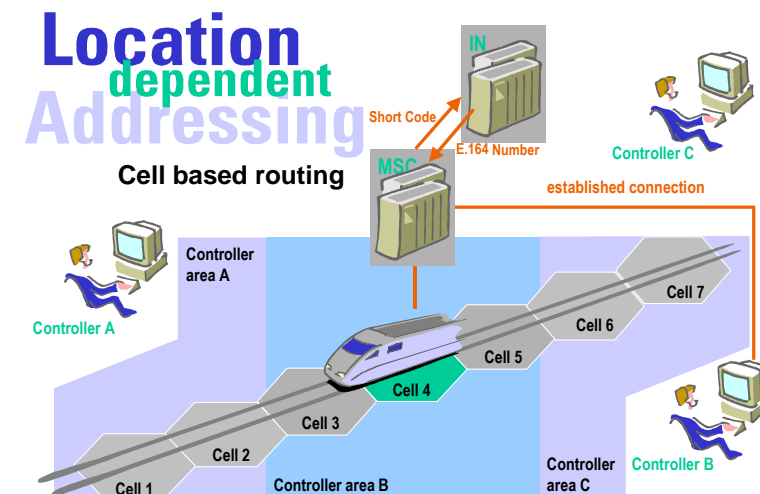 Location
dependent
Addressing
Cell based routing
IN
Short Code
E.164 Number
MSC
Controller C
established connection
Controller
area A
Controller A
Cell 7
Cell 6
Cell 5
Cell 4
Cell 3
Cell 2
Cell 1
Controller area B
Controller
area C
Controller B